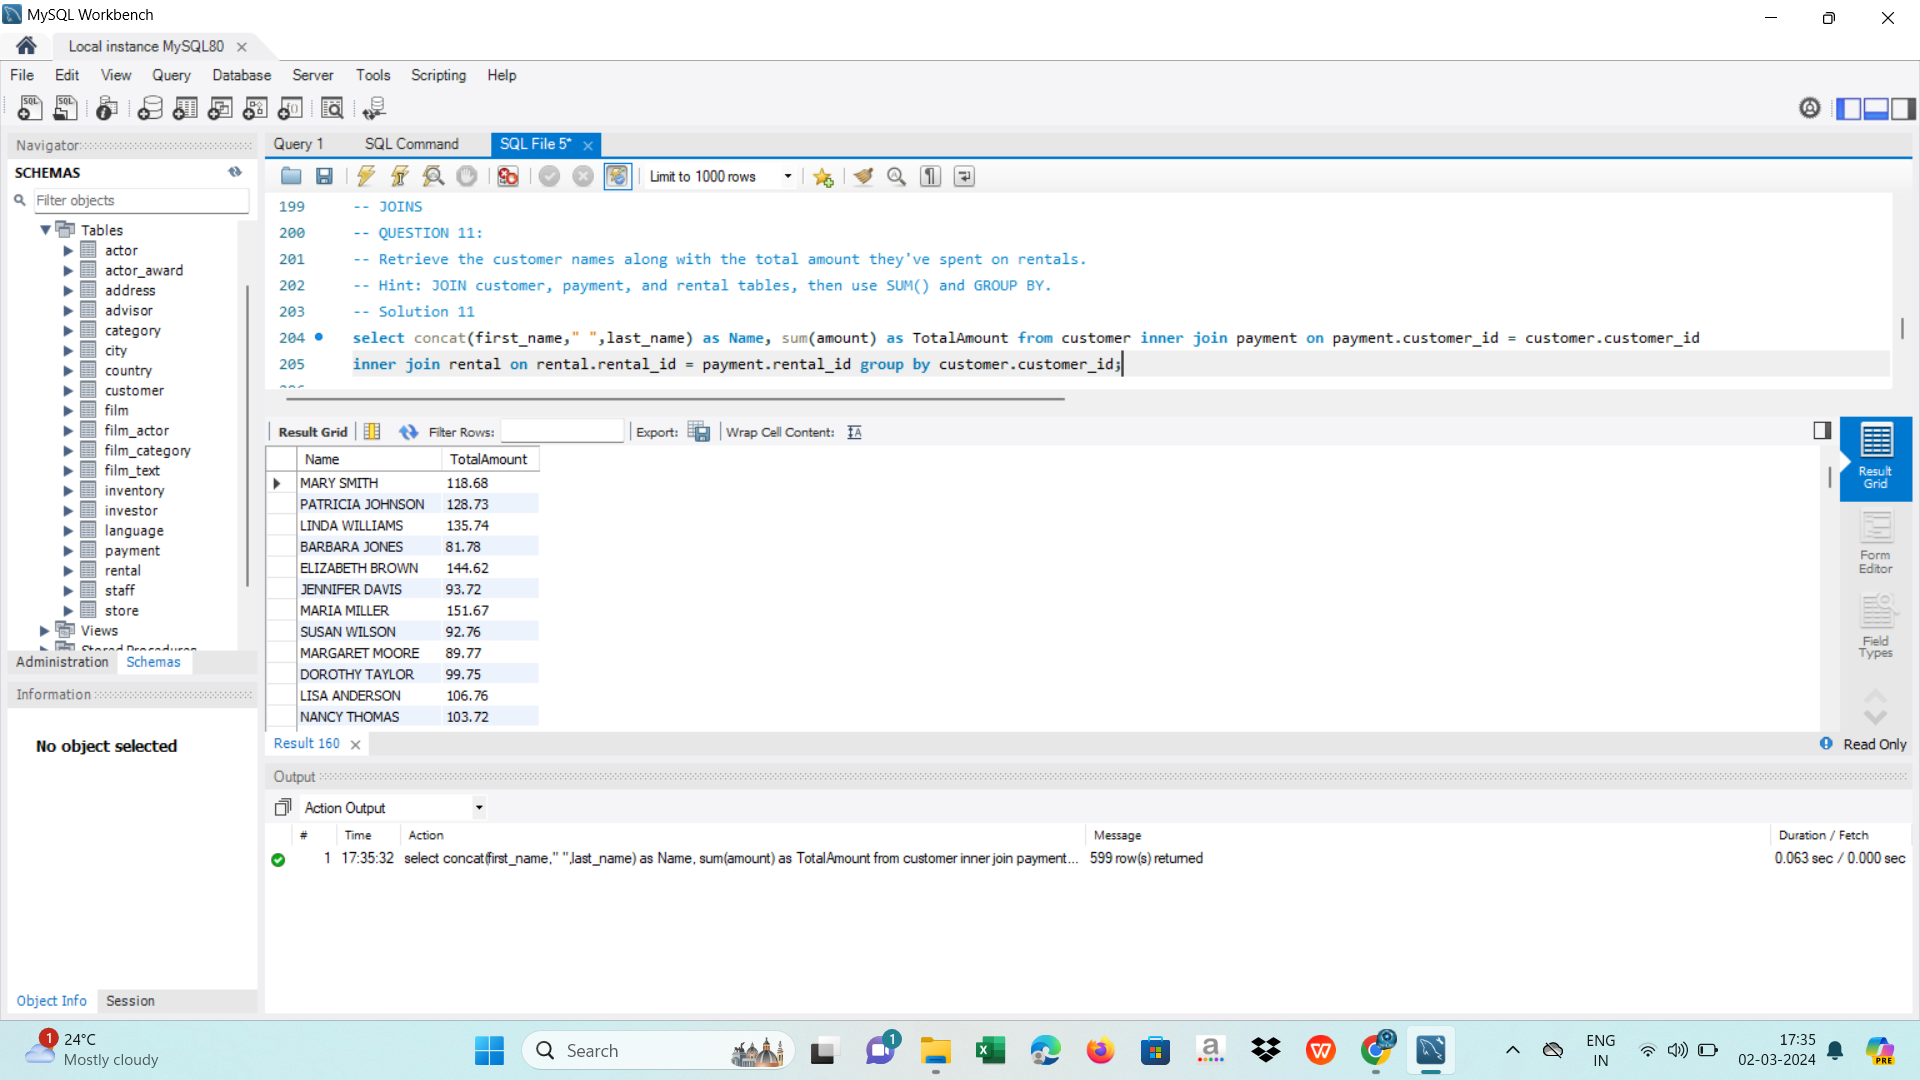 MySQL Workbench
Local instance MySQL80
File Edit View Query Database Server Tools Scripting Help
Navigator
SCHEMAS
Filter objects
Tables
actor
actor_award
address
advisor
category
city
country
customer
film
film_actor
film_category
film_text
inventory
investor
language
payment
rental
staff
store
Views
Stored Procedures
Administration Schemas
Information
No object selected
Object Info Session
Query 1 SQL Command SQL File 5*
Limit to 1000 rows
199 -- JOINS
200 -- QUESTION 11:
201 -- Retrieve the customer names along with the total amount they've spent on rentals.
202 -- Hint: JOIN customer, payment, and rental tables, then use SUM() and GROUP BY.
203 -- Solution 11
204 select concat(first_name," ",last_name) as Name, sum(amount) as TotalAmount from customer inner join payment on payment.customer_id = customer.customer_id
205 inner join rental on rental.rental_id = payment.rental_id group by customer.customer_id;
206
Result Grid Filter Rows: Export: Wrap Cell Content:
Name TotalAmount
MARY SMITH 118.68
PATRICIA JOHNSON 128.73
LINDA WILLIAMS 135.74
BARBARA JONES 81.78
ELIZABETH BROWN 144.62
JENNIFER DAVIS 93.72
MARIA MILLER 151.67
SUSAN WILSON 92.76
MARGARET MOORE 89.77
DOROTHY TAYLOR 99.75
LISA ANDERSON 106.76
NANCY THOMAS 103.72
Result Grid
Form Editor
Field Types
Result 160
Read Only
Output
Action Output
# Time Action Message Duration / Fetch
1 17:35:32 select concat(first_name," ",last_name) as Name, sum(amount) as TotalAmount from customer inner join payment... 599 row(s) returned 0.063 sec / 0.000 sec
1 24°C
Mostly cloudy
Search
1
ENG
IN
17:35
02-03-2024
PRE